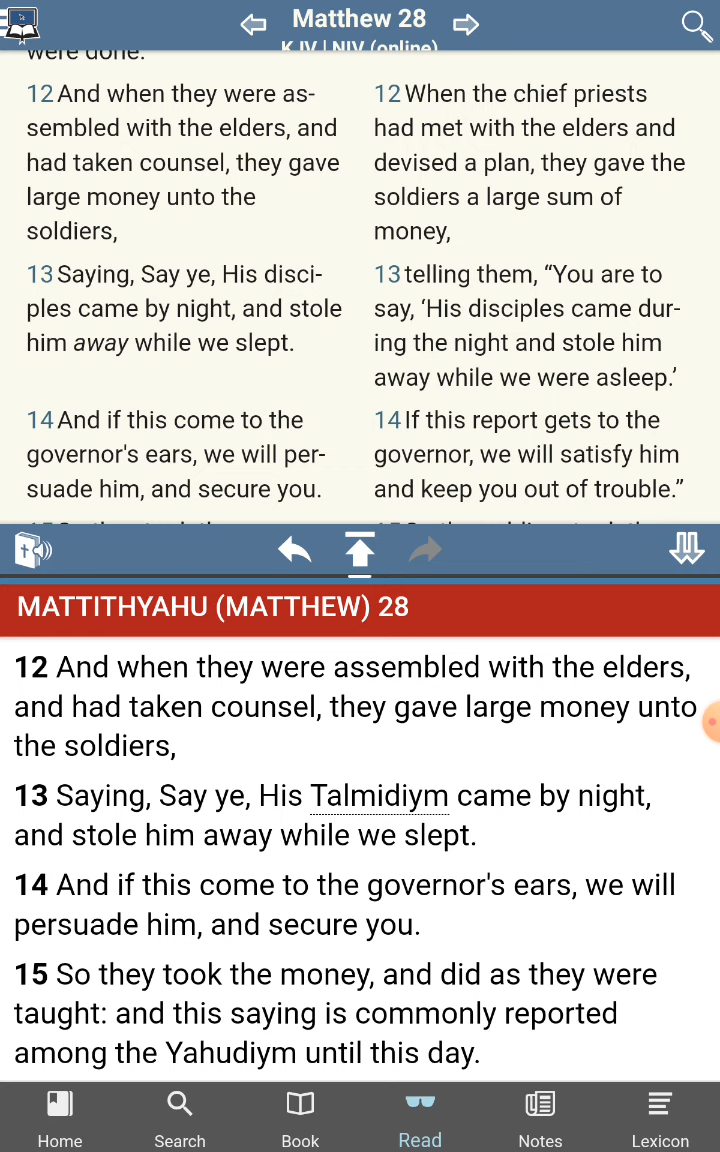 Matthew 28
KJV | NIV (online)
were done.
12 And when they were as-
sembled with the elders, and
had taken counsel, they gave
large money unto the
soldiers,
13 Saying, Say ye, His disci-
ples came by night, and stole
him away while we slept.
14 And if this come to the
governor's ears, we will per-
suade him, and secure you.
12 When the chief priests
had met with the elders and
devised a plan, they gave the
soldiers a large sum of
money,
13 telling them, “You are to
say, ‘His disciples came dur-
ing the night and stole him
away while we were asleep.’
14 If this report gets to the
governor, we will satisfy him
and keep you out of trouble.”
MATTITHYAHU (MATTHEW) 28
12 And when they were assembled with the elders,
and had taken counsel, they gave large money unto
the soldiers,
13 Saying, Say ye, His Talmidiym came by night,
and stole him away while we slept.
14 And if this come to the governor's ears, we will
persuade him, and secure you.
15 So they took the money, and did as they were
taught: and this saying is commonly reported
among the Yahudiym until this day.
Home Search Book Read Notes Lexicon